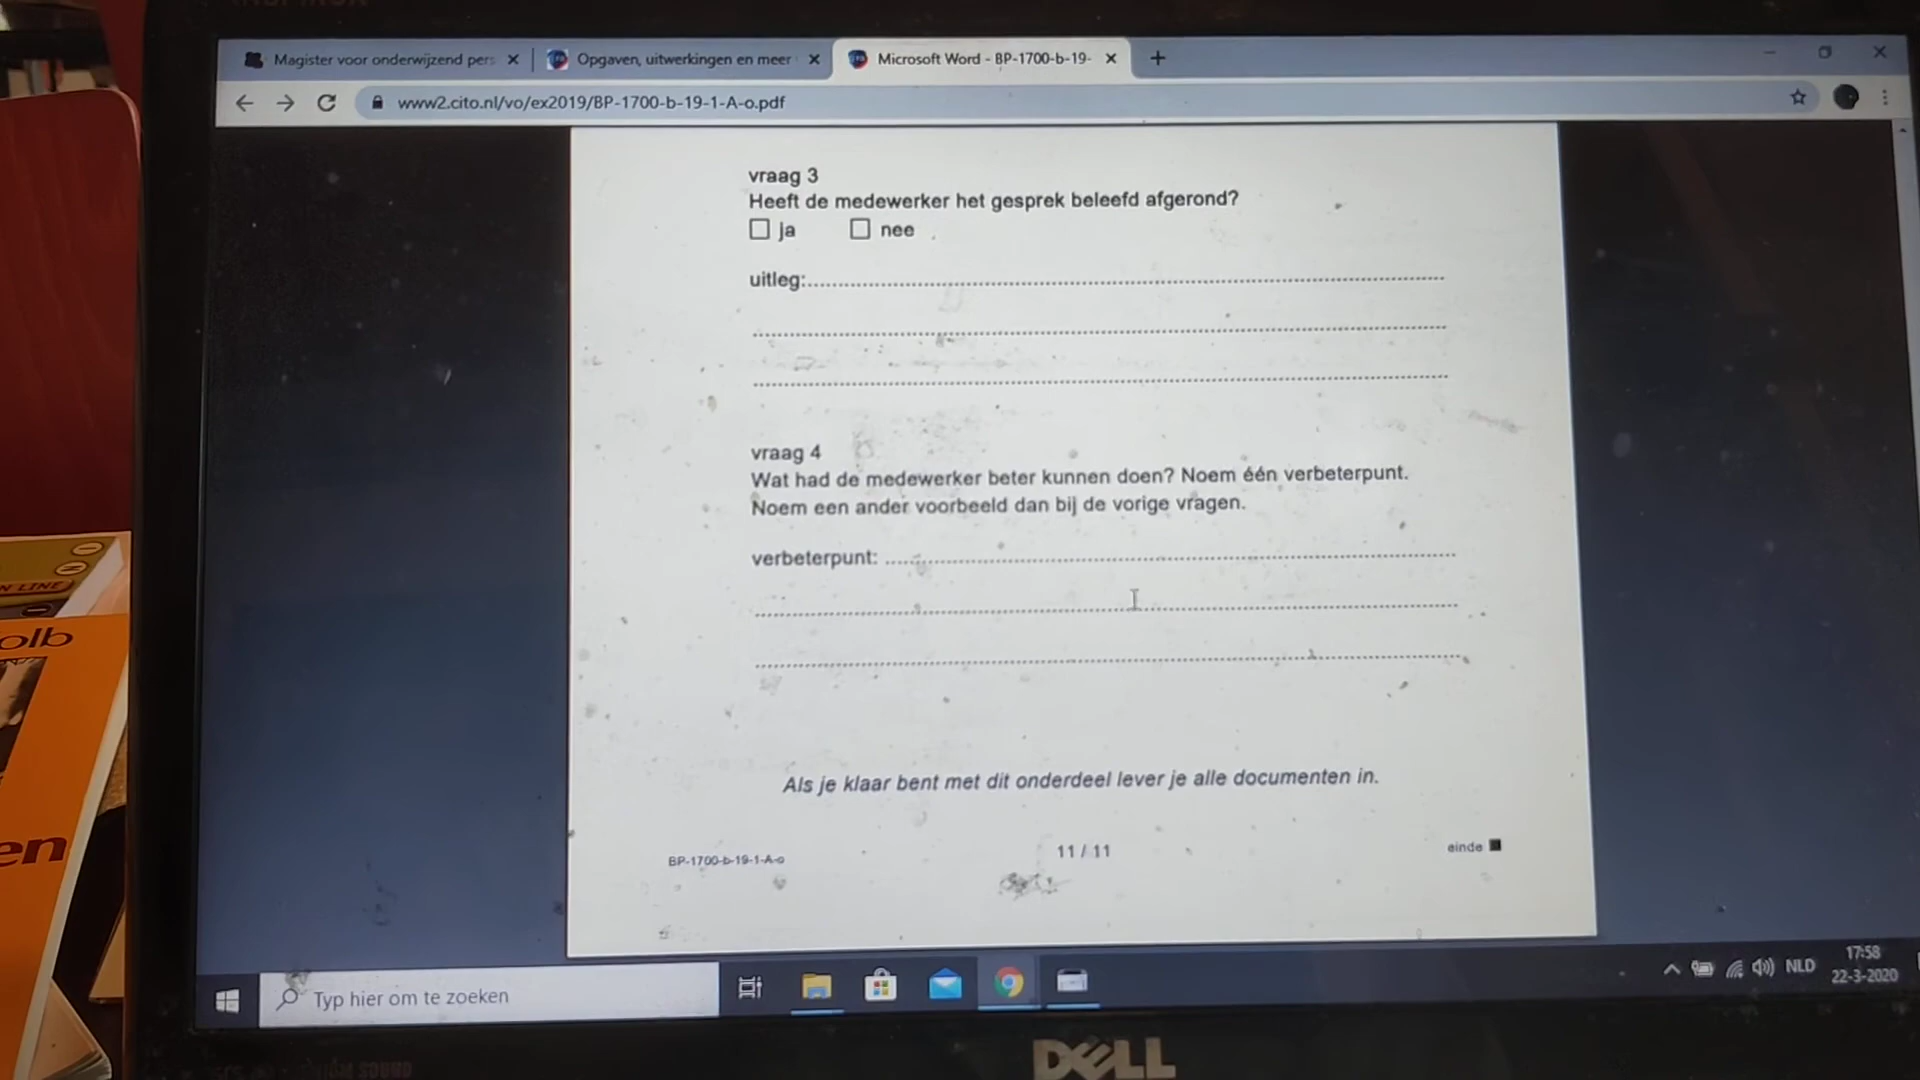 Magister voor onderwijzend pers
Opgaven, uitwerkingen en meer
Microsoft Word - BP-1700-b-19-
www2.cito.nl/vo/ex2019/BP-1700-b-19-1-A-o.pdf
vraag 3
Heeft de medewerker het gesprek beleefd afgerond?
ja nee
uitleg:
vraag 4
Wat had de medewerker beter kunnen doen? Noem één verbeterpunt.
Noem een ander voorbeeld dan bij de vorige vragen.
verbeterpunt:
Als je klaar bent met dit onderdeel lever je alle documenten in.
BP-1700-b-19-1-A-o
11 / 11
einde
N LINE
olb
en
Typ hier om te zoeken
NLD
17:58
22-3-2020
DELL